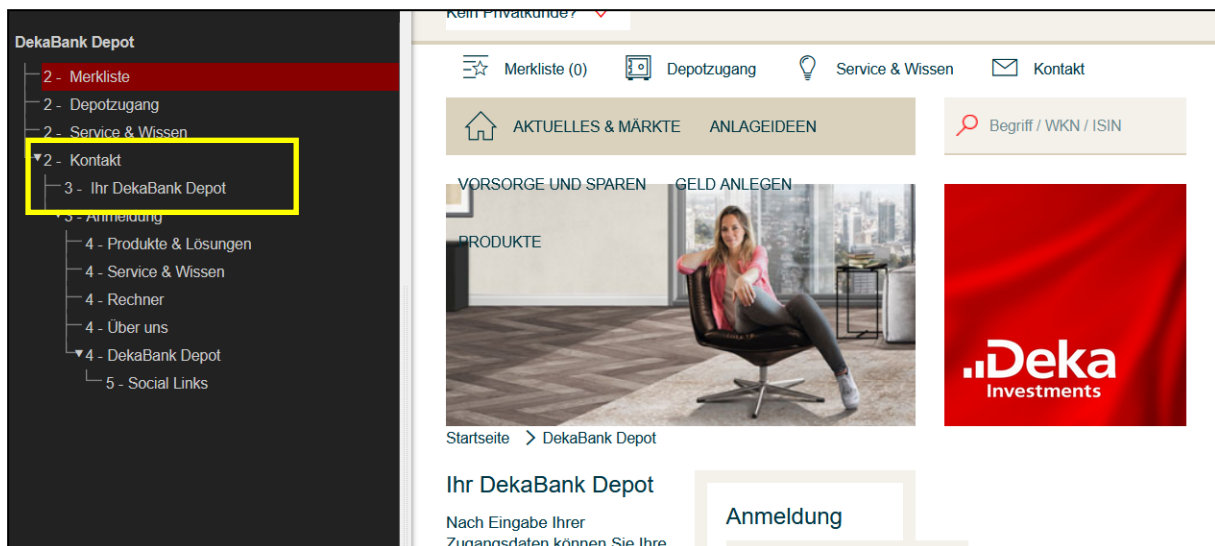 DekaBank Depot
2 - Merkliste
2 - Depotzugang
2 - Service & Wissen
2 - Kontakt
3 - Ihr DekaBank Depot
3 - Anmeldung
4 - Produkte & Lösungen
4 - Service & Wissen
4 - Rechner
4 - Über uns
4 - DekaBank Depot
5 - Social Links
Kein Privatkunde?
Merkliste (0) Depotzugang Service & Wissen Kontakt
AKTUELLES & MÄRKTE ANLAGEIDEEN
Begriff / WKN / ISIN
VORSORGE UND SPAREN GELD ANLEGEN
PRODUKTE
Deka
Investments
Startseite > DekaBank Depot
Ihr DekaBank Depot
Nach Eingabe Ihrer
Zugangsdaten können Sie Ihre
Anmeldung